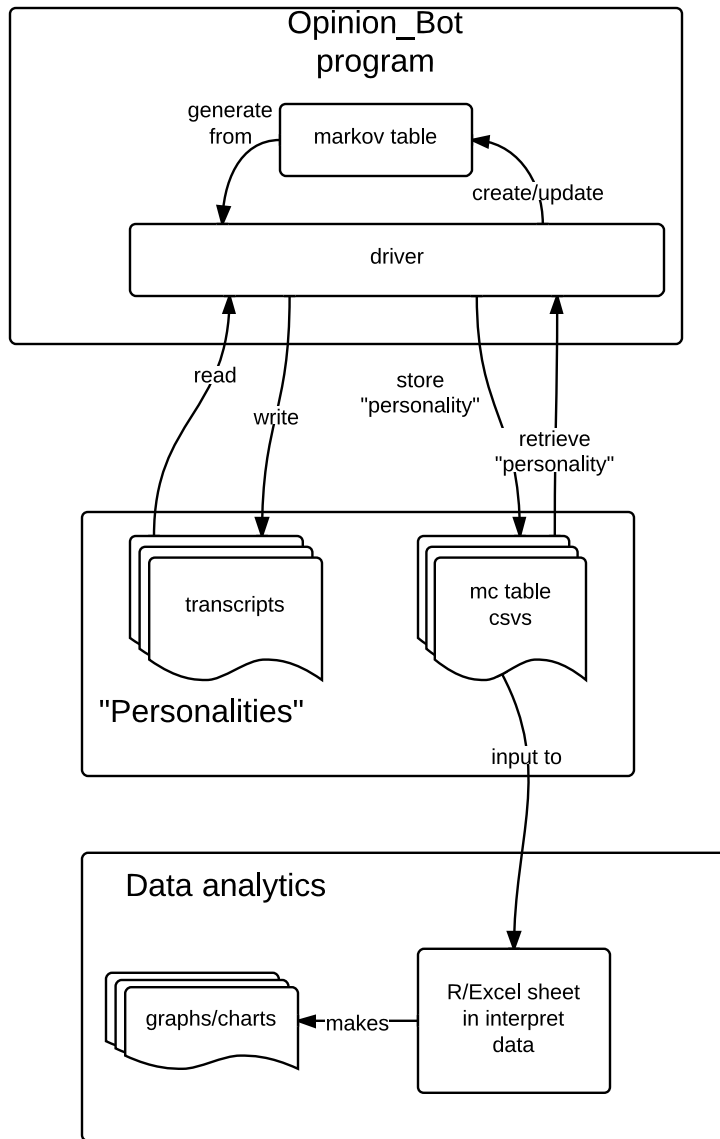 Opinion_Bot
program
generate
from
markov table
create/update
driver
read
write
store
"personality"
retrieve
"personality"
transcripts
mc table
csvs
"Personalities"
input to
Data analytics
graphs/charts
makes
R/Excel sheet
in interpret
data